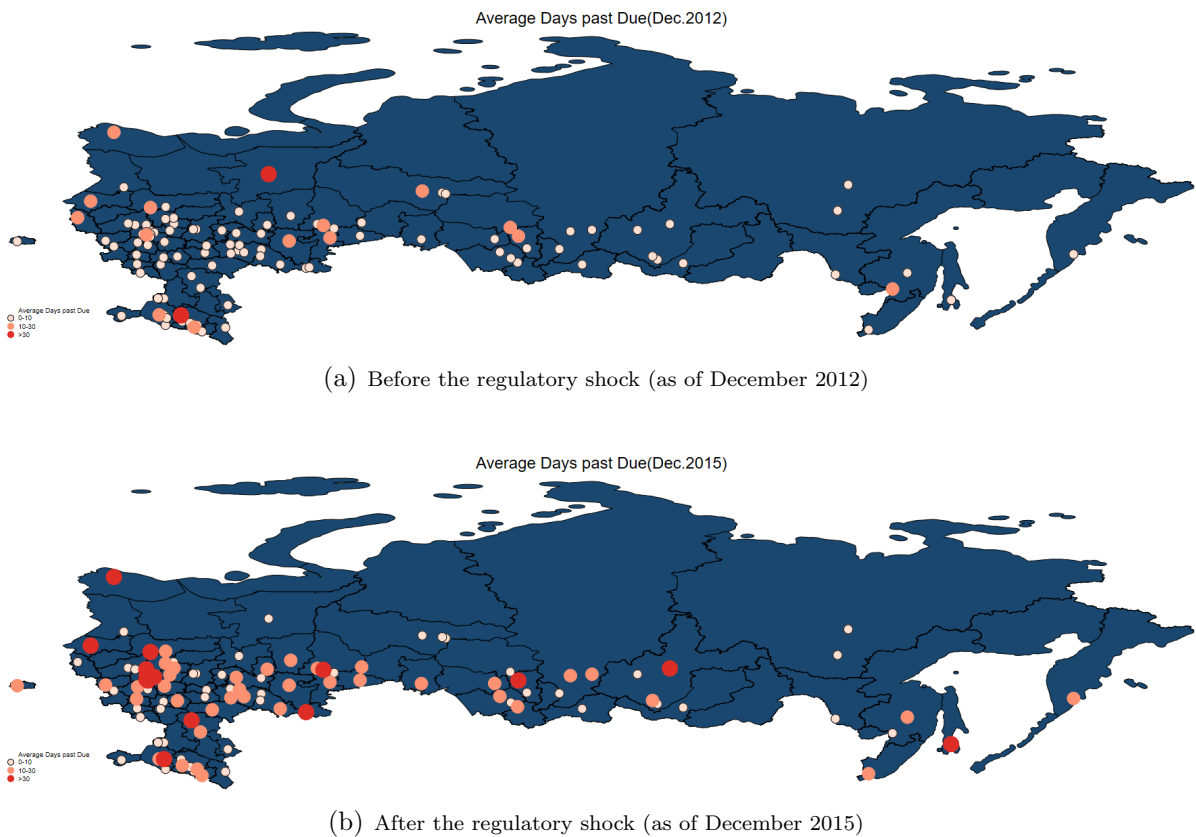 Average Days past Due(Dec.2012)
Average Days past Due
0-10
10-30
>30
(a) Before the regulatory shock (as of December 2012)
Average Days past Due(Dec.2015)
Average Days past Due
0-10
10-30
>30
(b) After the regulatory shock (as of December 2015)